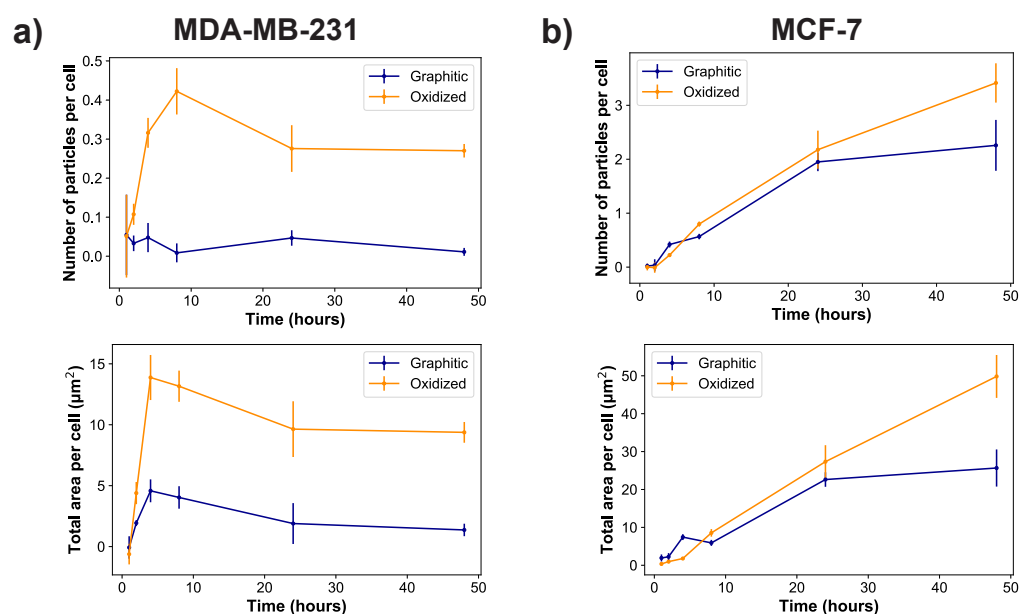 a)
MDA-MB-231
Number of particles per cell
0.5
0.4
0.3
0.2
0.1
0.0
Graphitic
Oxidized
0
10
20
30
40
50
Time (hours)
Total area per cell (μm²)
15
10
5
0
Graphitic
Oxidized
0
10
20
30
40
50
Time (hours)
b)
MCF-7
Number of particles per cell
3
2
1
0
Graphitic
Oxidized
0
10
20
30
40
50
Time (hours)
Total area per cell (μm²)
50
40
30
20
10
0
Graphitic
Oxidized
0
10
20
30
40
50
Time (hours)